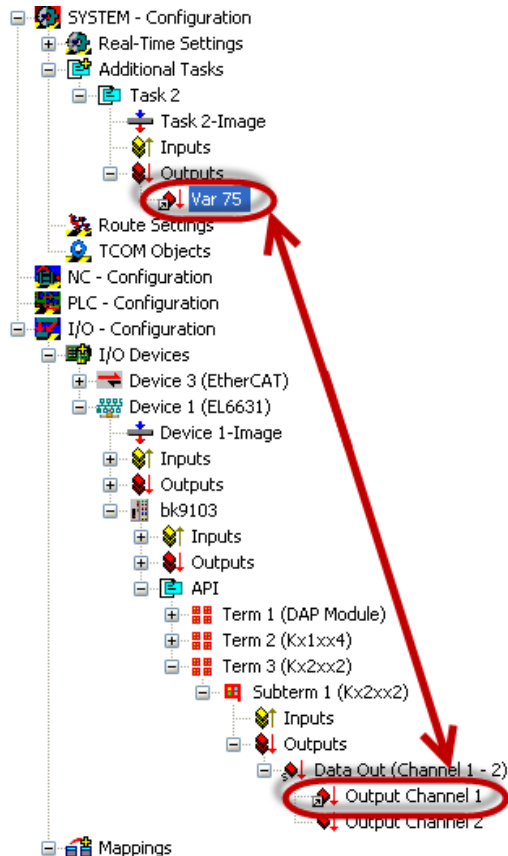 SYSTEM - Configuration
Real-Time Settings
Additional Tasks
Task 2
Task 2-Image
Inputs
Outputs
Var 75
Route Settings
TCOM Objects
NC - Configuration
PLC - Configuration
I/O - Configuration
I/O Devices
Device 3 (EtherCAT)
Device 1 (EL6631)
Device 1-Image
Inputs
Outputs
bk9103
Inputs
Outputs
API
Term 1 (DAP Module)
Term 2 (Kx1xx4)
Term 3 (Kx2xx2)
Subterm 1 (Kx2xx2)
Inputs
Outputs
Data Out (Channel 1 - 2)
Output Channel 1
Output Channel 2
Mappings